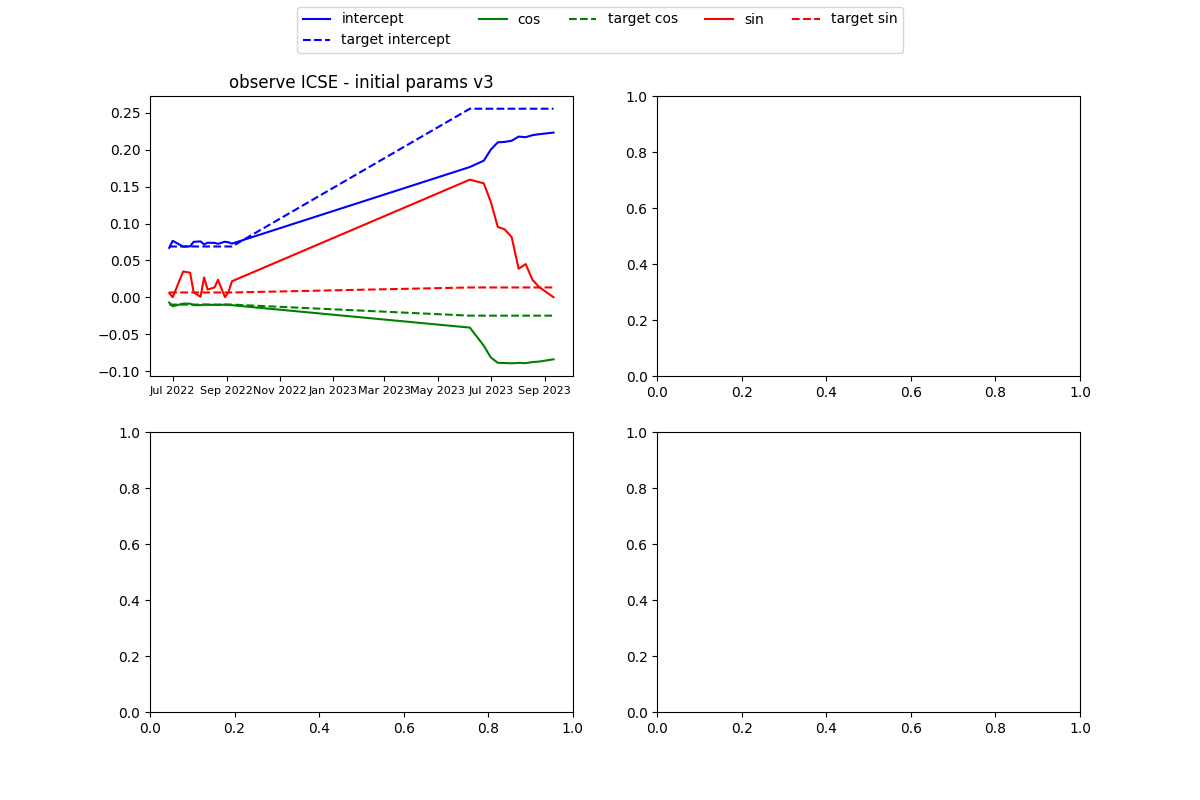 intercept
target intercept
cos
target cos
sin
target sin
observe ICSE - initial params v3
0.25
0.20
0.15
0.10
0.05
0.00
−0.05
−0.10
Jul 2022 Sep 2022 Nov 2022 Jan 2023 Mar 2023 May 2023 Jul 2023 Sep 2023
1.0
0.8
0.6
0.4
0.2
0.0
0.0 0.2 0.4 0.6 0.8 1.0
1.0
0.8
0.6
0.4
0.2
0.0
0.0 0.2 0.4 0.6 0.8 1.0
1.0
0.8
0.6
0.4
0.2
0.0
0.0 0.2 0.4 0.6 0.8 1.0